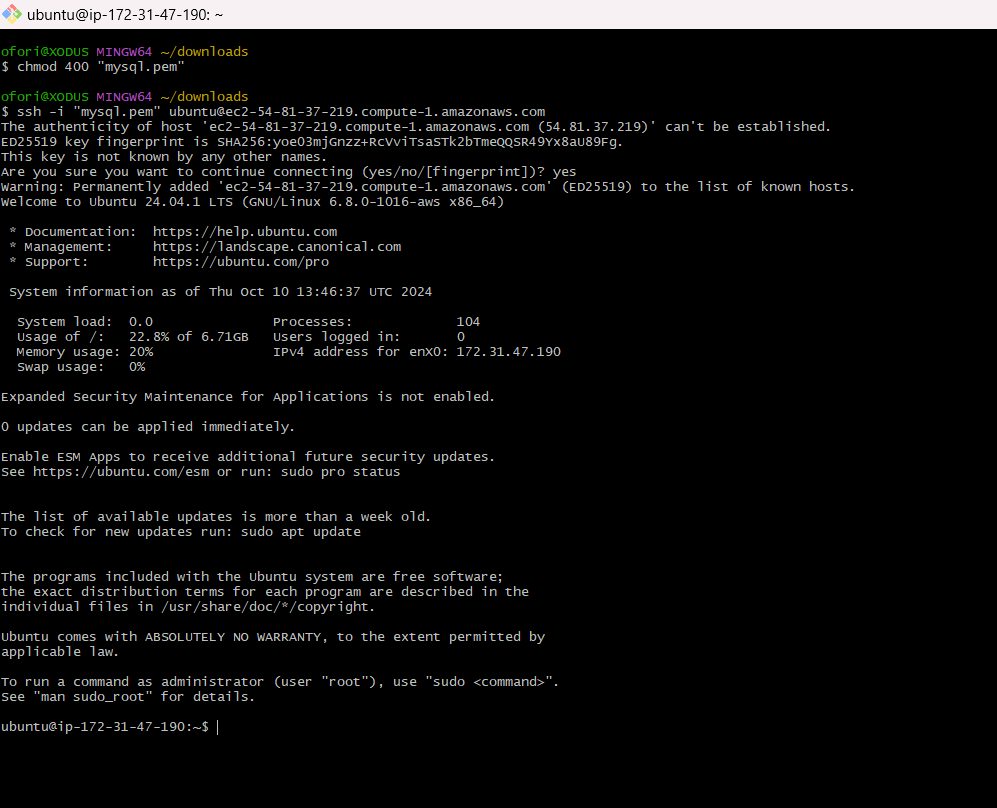 ubuntu@ip-172-31-47-190: ~
ofori@XODUS MINGW64 ~/downloads
$ chmod 400 "mysql.pem"
ofori@XODUS MINGW64 ~/downloads
$ ssh -i "mysql.pem" ubuntu@ec2-54-81-37-219.compute-1.amazonaws.com
The authenticity of host 'ec2-54-81-37-219.compute-1.amazonaws.com (54.81.37.219)' can't be established.
ED25519 key fingerprint is SHA256:yoe03mjGnzz+RcVviTsaSTk2bTmeQQSR49Yx8aU89Fg.
This key is not known by any other names.
Are you sure you want to continue connecting (yes/no/[fingerprint])? yes
Warning: Permanently added 'ec2-54-81-37-219.compute-1.amazonaws.com' (ED25519) to the list of known hosts.
Welcome to Ubuntu 24.04.1 LTS (GNU/Linux 6.8.0-1016-aws x86_64)
* Documentation: https://help.ubuntu.com
* Management: https://landscape.canonical.com
* Support: https://ubuntu.com/pro
System information as of Thu Oct 10 13:46:37 UTC 2024
System load: 0.0 Processes: 104
Usage of /: 22.8% of 6.71GB Users logged in: 0
Memory usage: 20% IPv4 address for enX0: 172.31.47.190
Swap usage: 0%
Expanded Security Maintenance for Applications is not enabled.
0 updates can be applied immediately.
Enable ESM Apps to receive additional future security updates.
See https://ubuntu.com/esm or run: sudo pro status
The list of available updates is more than a week old.
To check for new updates run: sudo apt update
The programs included with the Ubuntu system are free software;
the exact distribution terms for each program are described in the
individual files in /usr/share/doc/*/copyright.
Ubuntu comes with ABSOLUTELY NO WARRANTY, to the extent permitted by
applicable law.
To run a command as administrator (user "root"), use "sudo <command>".
See "man sudo_root" for details.
ubuntu@ip-172-31-47-190:~$